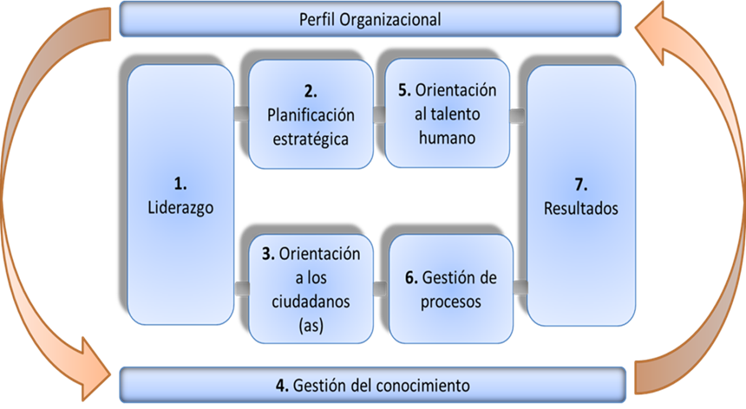 Perfil Organizacional
1.
Liderazgo
2.
Planificación
estratégica
5. Orientación
al talento
humano
3. Orientación
a los
ciudadanos
(as)
6. Gestión de
procesos
7.
Resultados
4. Gestión del conocimiento